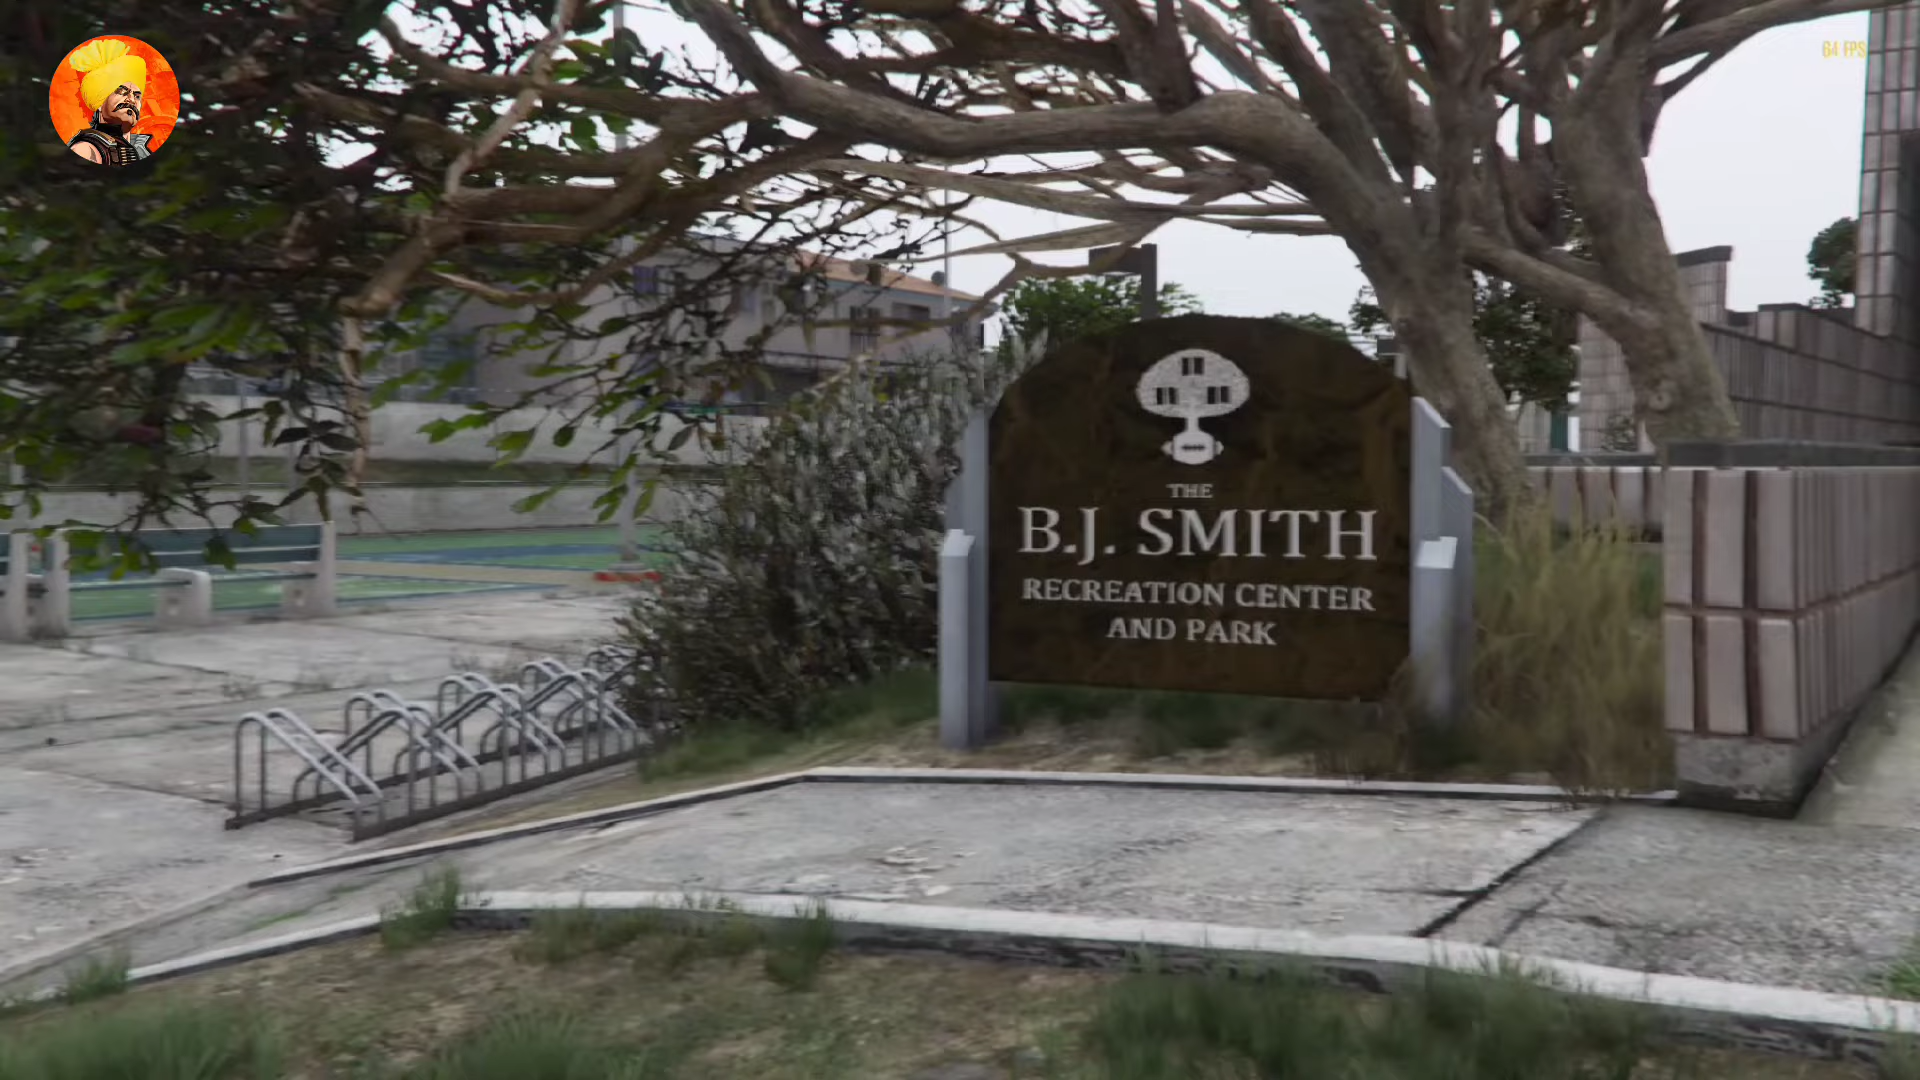 64 FPS
THE
B.J. SMITH
RECREATION CENTER
AND PARK